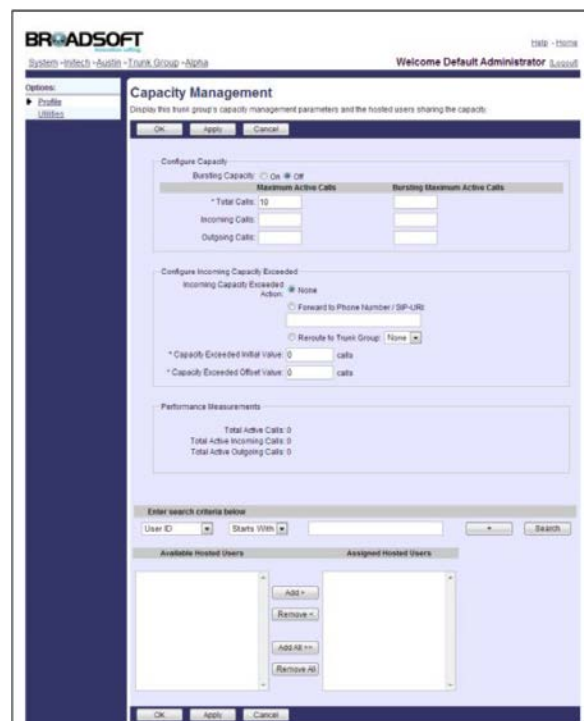 BROADSOFT
Help - Home
System >Initech >Austin >Trunk Group >Alpha
Welcome Default Administrator [Logout]
Options:
Profile
Utilities
Capacity Management
Display this trunk group's capacity management parameters and the hosted users sharing the capacity.
OK Apply Cancel
Configure Capacity
Bursting Capacity: On Off
Maximum Active Calls Bursting Maximum Active Calls
* Total Calls: 10
Incoming Calls:
Outgoing Calls:
Configure Incoming Capacity Exceeded
Incoming Capacity Exceeded Action: None
Forward to Phone Number / SIP-URI:
Reroute to Trunk Group: None
* Capacity Exceeded Initial Value: 0 calls
* Capacity Exceeded Offset Value: 0 calls
Performance Measurements
Total Active Calls: 0
Total Active Incoming Calls: 0
Total Active Outgoing Calls: 0
Enter search criteria below
User ID Starts With + Search
Available Hosted Users Assigned Hosted Users
Add >
Remove <
Add All >>
Remove All
OK Apply Cancel